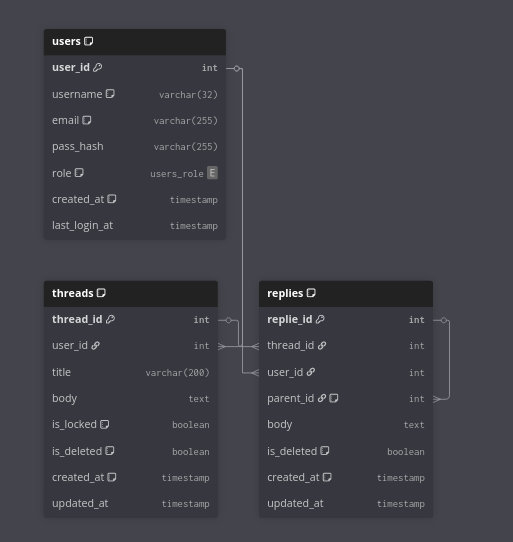 users
user_id int
username varchar(32)
email varchar(255)
pass_hash varchar(255)
role users_role E
created_at timestamp
last_login_at timestamp
threads
thread_id int
user_id int
title varchar(200)
body text
is_locked boolean
is_deleted boolean
created_at timestamp
updated_at timestamp
replies
replie_id int
thread_id int
user_id int
parent_id int
body text
is_deleted boolean
created_at timestamp
updated_at timestamp